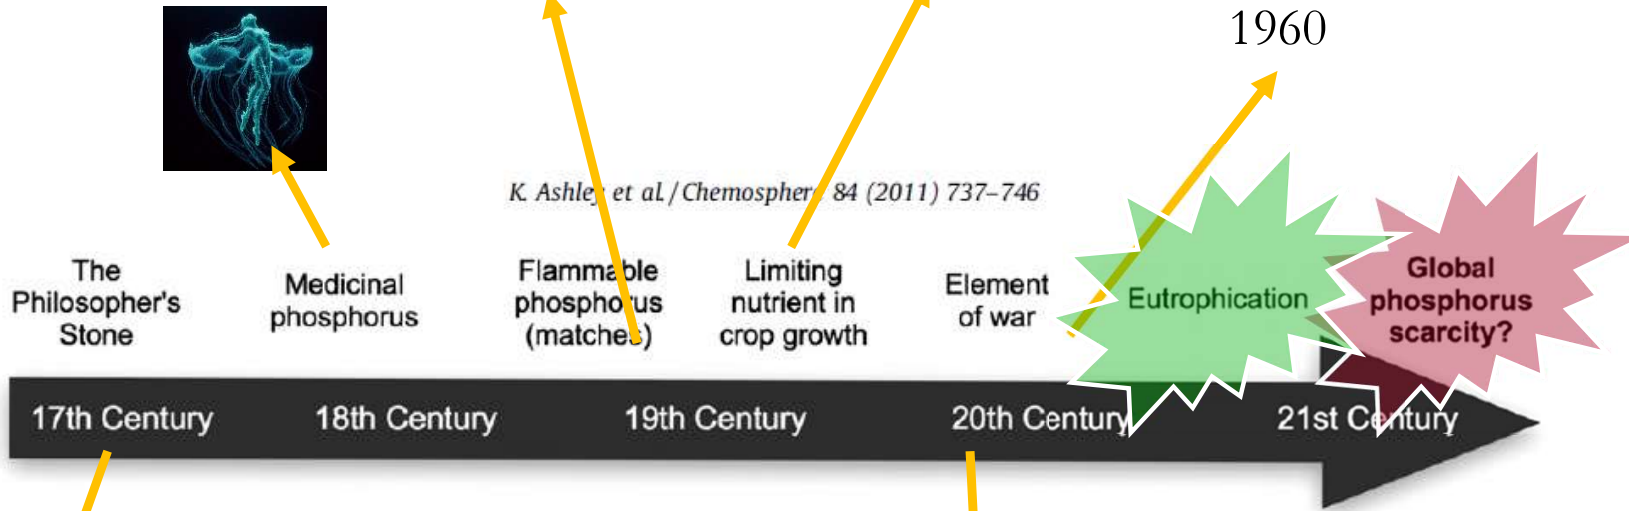 1960
K. Ashley et al. / Chemosphere 84 (2011) 737–746
The
Philosopher's
Stone
Medicinal
phosphorus
Flammable
phosphorus
(matches)
Limiting
nutrient in
crop growth
Element
of war
Eutrophication
Global
phosphorus
scarcity?
17th Century
18th Century
19th Century
20th Century
21st Century